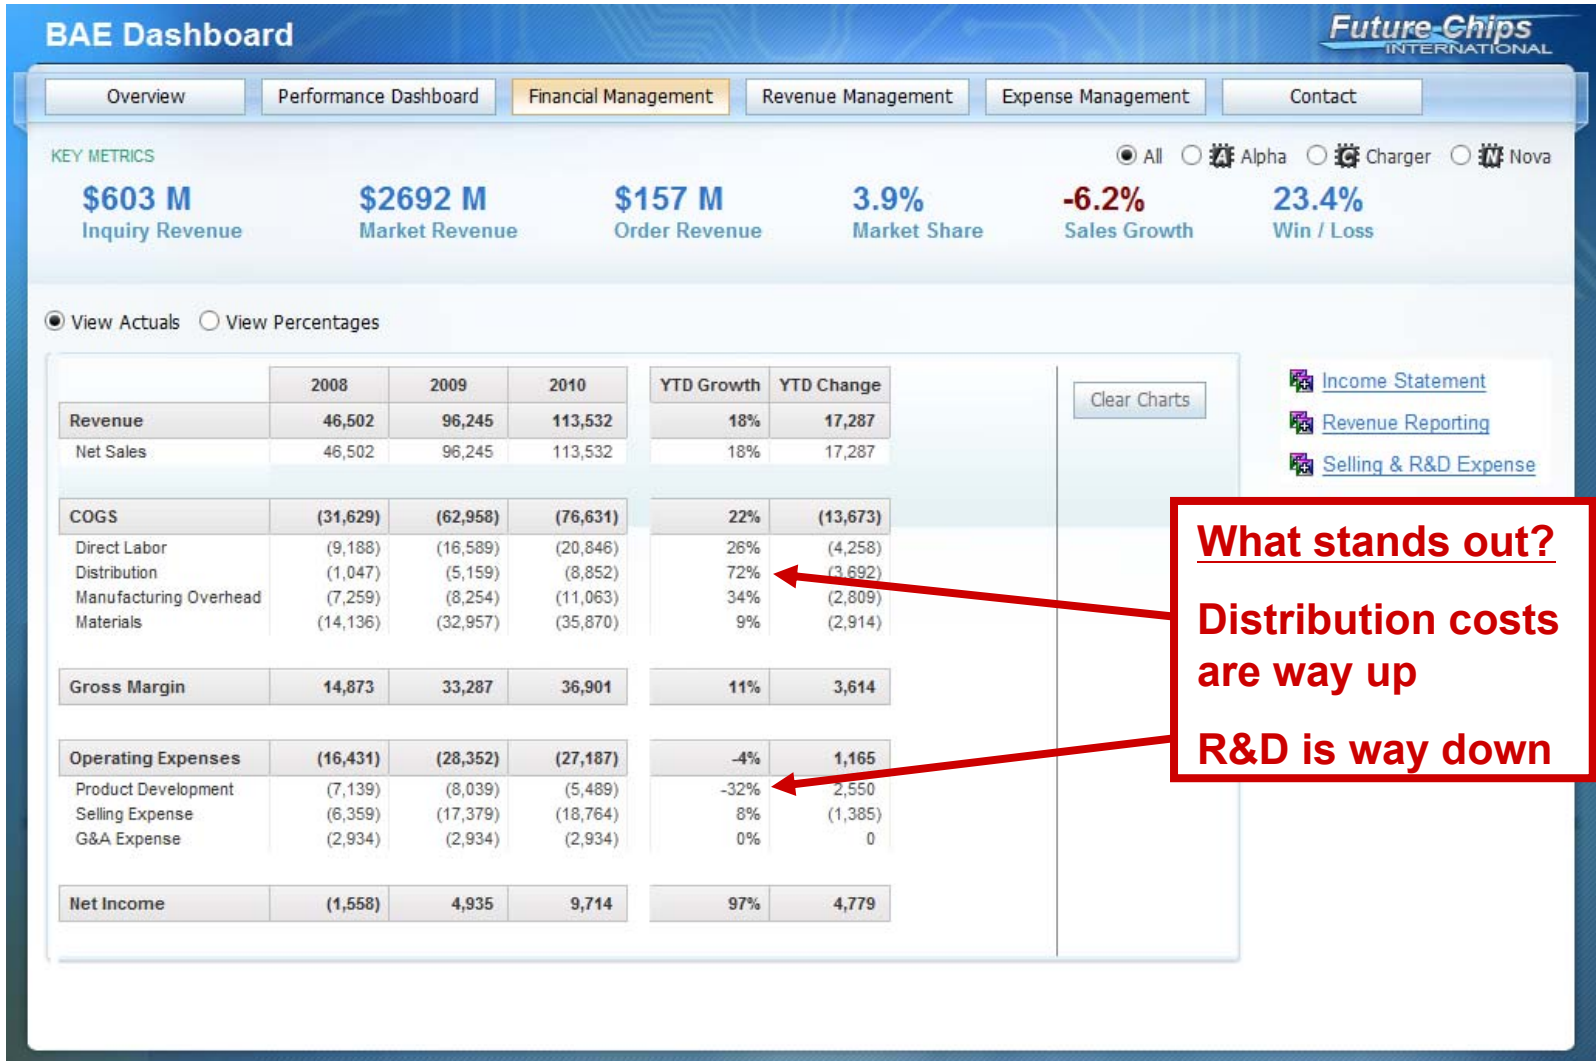 BAE Dashboard
Future-Chips
INTERNATIONAL
Overview Performance Dashboard Financial Management Revenue Management Expense Management Contact
KEY METRICS
All A Alpha C Charger N Nova
$603 M $2692 M $157 M 3.9% -6.2% 23.4%
Inquiry Revenue Market Revenue Order Revenue Market Share Sales Growth Win / Loss
View Actuals View Percentages
2008 2009 2010 YTD Growth YTD Change
Revenue 46,502 96,245 113,532 18% 17,287
Net Sales 46,502 96,245 113,532 18% 17,287
COGS (31,629) (62,958) (76,631) 22% (13,673)
Direct Labor (9,188) (16,589) (20,846) 26% (4,258)
Distribution (1,047) (5,159) (8,852) 72% (3,692)
Manufacturing Overhead (7,259) (8,254) (11,063) 34% (2,809)
Materials (14,136) (32,957) (35,870) 9% (2,914)
Gross Margin 14,873 33,287 36,901 11% 3,614
Operating Expenses (16,431) (28,352) (27,187) -4% 1,165
Product Development (7,139) (8,039) (5,489) -32% 2,550
Selling Expense (6,359) (17,379) (18,764) 8% (1,385)
G&A Expense (2,934) (2,934) (2,934) 0% 0
Net Income (1,558) 4,935 9,714 97% 4,779
Clear Charts
Income Statement
Revenue Reporting
Selling & R&D Expense
What stands out?
Distribution costs
are way up
R&D is way down